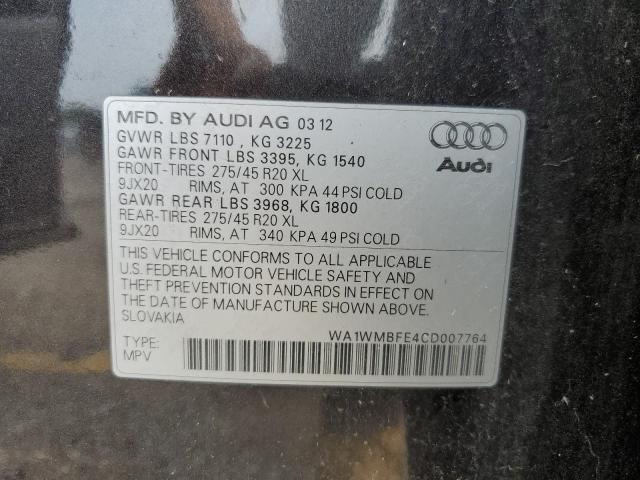 MFD. BY AUDI AG 03 12
GVWR LBS 7110 , KG 3225
GAWR FRONT LBS 3395, KG 1540
FRONT-TIRES 275/45 R20 XL
9JX20 RIMS, AT 300 KPA 44 PSI COLD
GAWR REAR LBS 3968, KG 1800
REAR-TIRES 275/45 R20 XL
9JX20 RIMS, AT 340 KPA 49 PSI COLD
Audi
THIS VEHICLE CONFORMS TO ALL APPLICABLE
U.S. FEDERAL MOTOR VEHICLE SAFETY AND
THEFT PREVENTION STANDARDS IN EFFECT ON
THE DATE OF MANUFACTURE SHOWN ABOVE.
SLOVAKIA
WA1WMBFE4CD007764
TYPE:
MPV